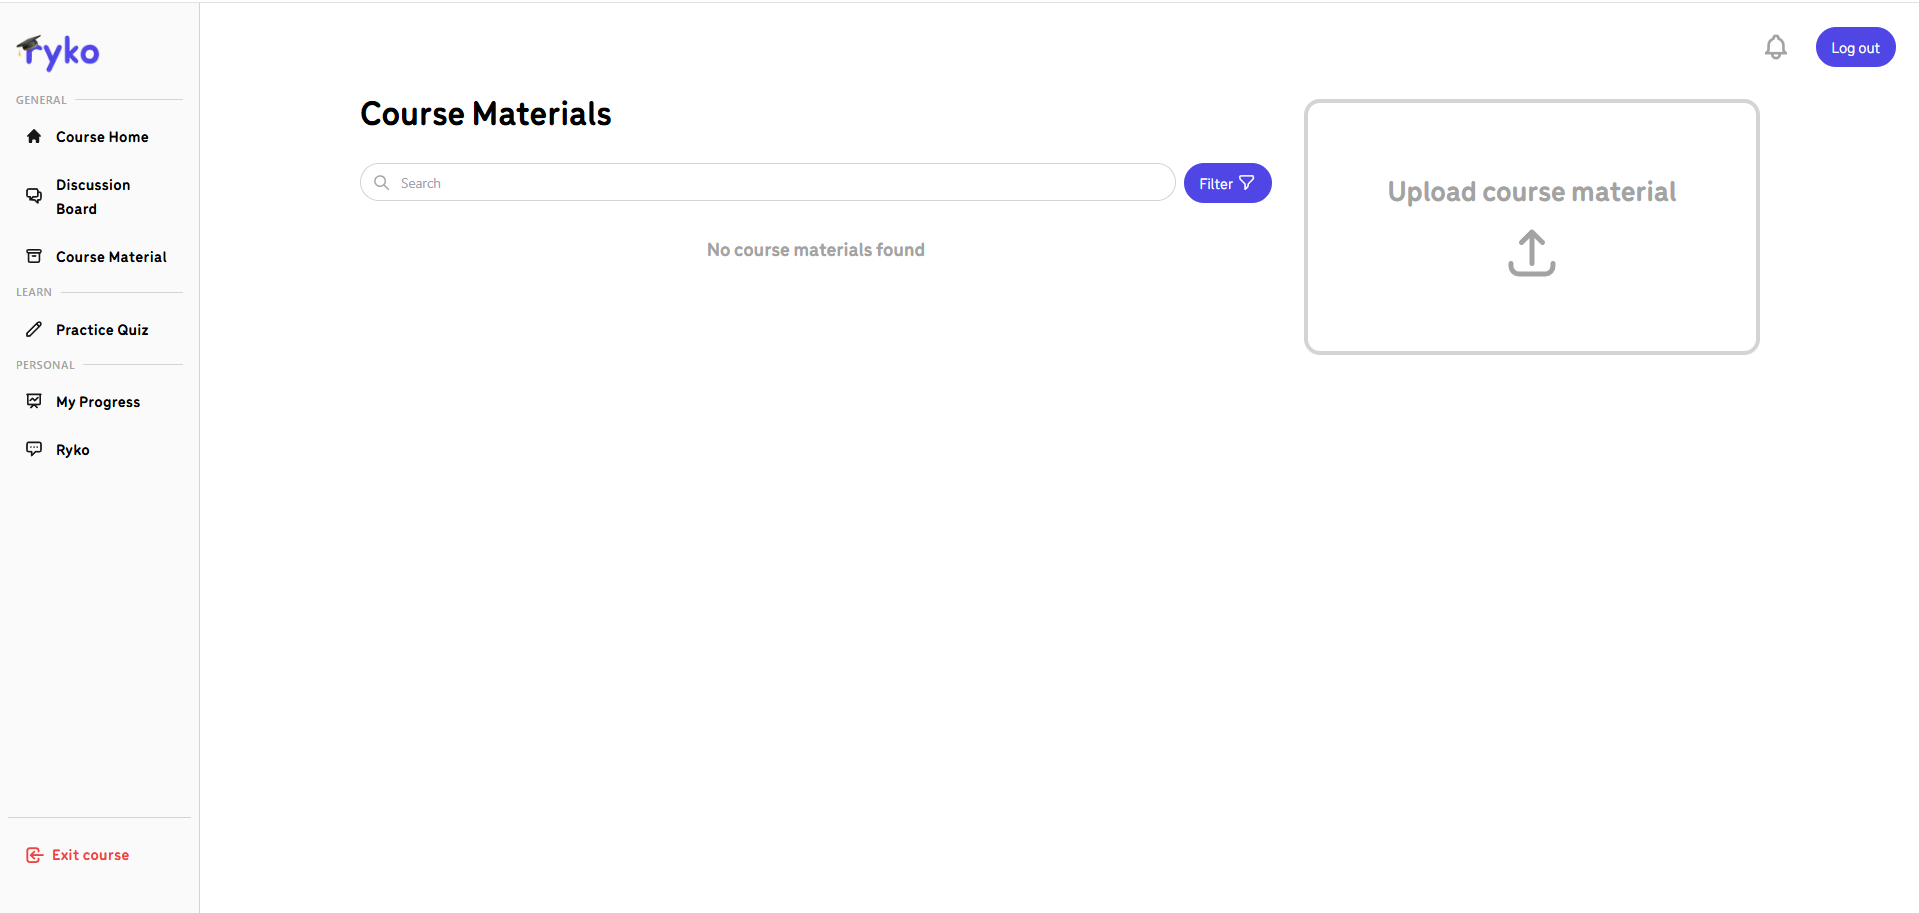 ryko
GENERAL
Course Home
Discussion
Board
Course Material
LEARN
Practice Quiz
PERSONAL
My Progress
Ryko
Exit course
Log out
Course Materials
Search
Filter
No course materials found
Upload course material